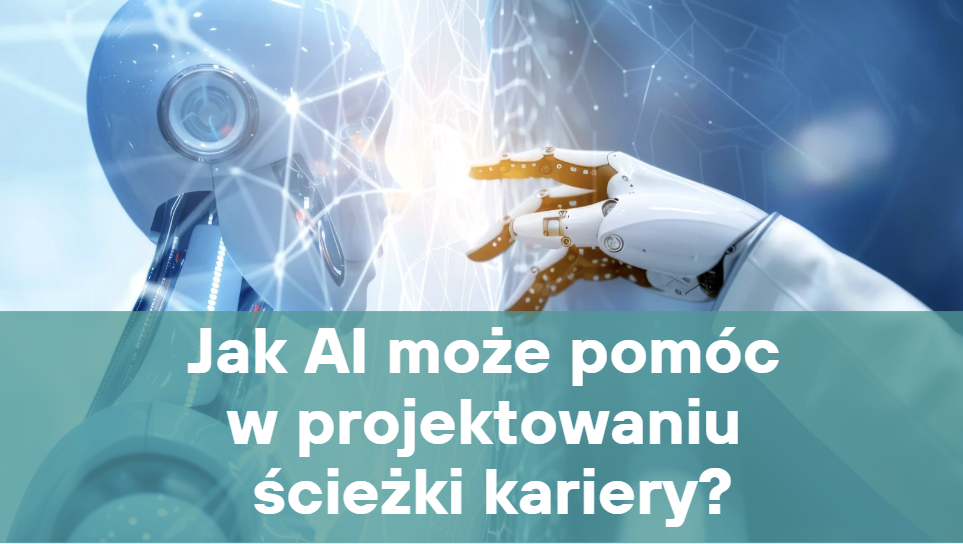 Jak AI może pomóc
w projektowaniu
ścieżki kariery?